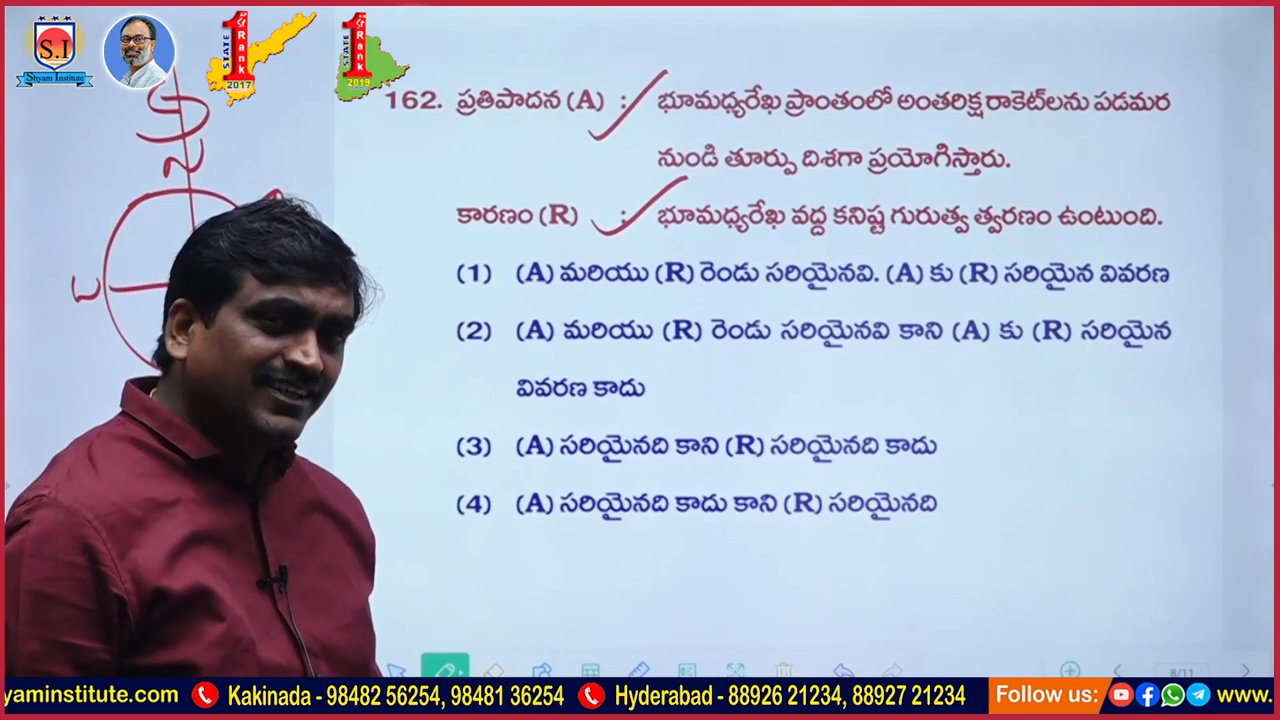 S.I
Shyam Institute
STATE
1
Rank
2017
STATE
1
Rank
2019
162. ప్రతిపాదన (A) : భూమధ్యరేఖ ప్రాంతంలో అంతరిక్ష రాకెట్‌లను పడమర
నుండి తూర్పు దిశగా ప్రయోగిస్తారు.
కారణం (R) : భూమధ్యరేఖ వద్ద కనిష్ట గురుత్వ త్వరణం ఉంటుంది.
(1) (A) మరియు (R) రెండు సరియైనవి. (A) కు (R) సరియైన వివరణ
(2) (A) మరియు (R) రెండు సరియైనవి కాని (A) కు (R) సరియైన
వివరణ కాదు
(3) (A) సరియైనది కాని (R) సరియైనది కాదు
(4) (A) సరియైనది కాదు కాని (R) సరియైనది
8/11
yaminstitute.com Kakinada - 98482 56254, 98481 36254 Hyderabad - 88926 21234, 88927 21234 Follow us: www.